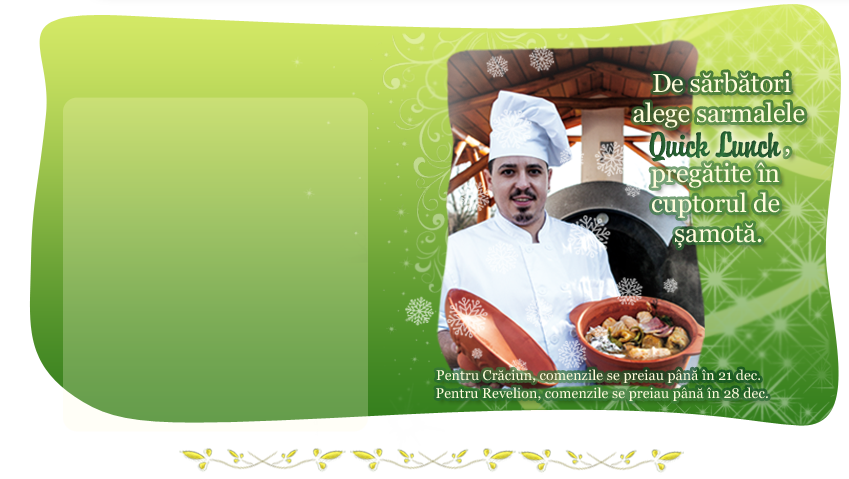 De sărbători
alege sarmalele
Quick Lunch,
pregătite în
cuptorul de
șamotă.
Pentru Crăciun, comenzile se preiau până în 21 dec.
Pentru Revelion, comenzile se preiau până în 28 dec.